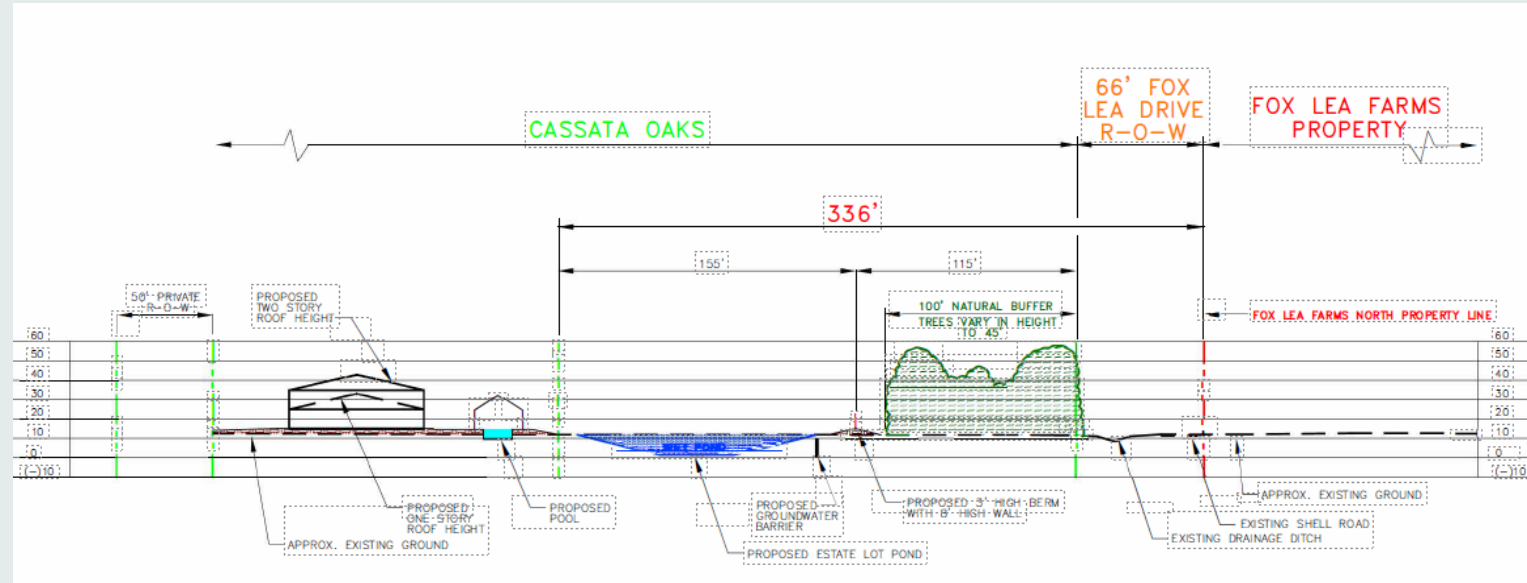 CASSATA OAKS
66' FOX
LEA DRIVE
R-O-W
FOX LEA FARMS
PROPERTY
336'
155'
115'
50' PRIVATE
R-O-W
PROPOSED
TWO STORY
ROOF HEIGHT
100' NATURAL BUFFER
TREES VARY IN HEIGHT
TO 45'
FOX LEA FARMS NORTH PROPERTY LINE
60
50
40
30
20
10
0
(-)10
60
50
40
30
20
10
0
(-)10
WET POND
PROPOSED
ONE STORY
ROOF HEIGHT
APPROX. EXISTING GROUND
PROPOSED
POOL
PROPOSED
GROUNDWATER
BARRIER
PROPOSED ESTATE LOT POND
PROPOSED 3' HIGH BERM
WITH 8' HIGH WALL
APPROX. EXISTING GROUND
EXISTING SHELL ROAD
EXISTING DRAINAGE DITCH